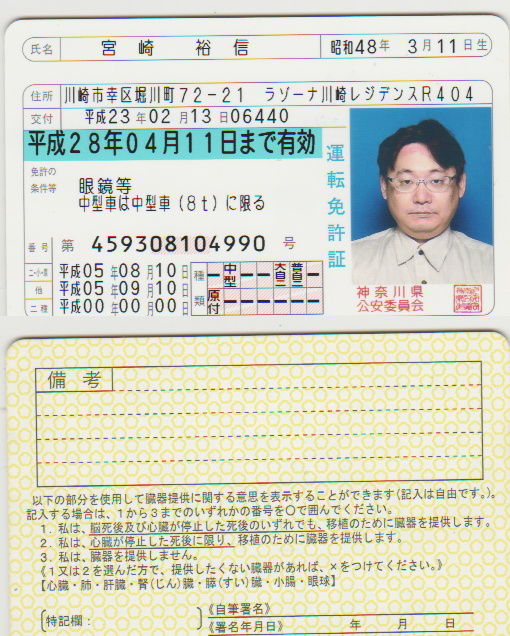 氏名 宮崎 裕信 昭和48年 3月11日生
住所 川崎市幸区堀川町72-21 ラゾーナ川崎レジデンスR404
交付 平成23年02月13日06440
平成28年04月11日まで有効
免許の
条件等
眼鏡等
中型車は中型車(8t)に限る
運転免許証
番号 第 459308104990 号
二・小・原 平成05年08月10日
他 平成05年09月10日
二種 平成00年00月00日
種類
中型 大自二 普自二
原付
神奈川県
公安委員会
備考
以下の部分を使用して臓器提供に関する意思を表示することができます(記入は自由です。)。
記入する場合は、1から3までのいずれかの番号を○で囲んでください。
1. 私は、脳死後及び心臓が停止した死後のいずれでも、移植のために臓器を提供します。
2. 私は、心臓が停止した死後に限り、移植のために臓器を提供します。
3. 私は、臓器を提供しません。
《1又は2を選んだ方で、提供したくない臓器があれば、×をつけてください。》
【心臓・肺・肝臓・腎(じん)臓・膵(すい)臓・小腸・眼球】
〔特記欄: 〕
《自筆署名》
《署名年月日》 年 月 日